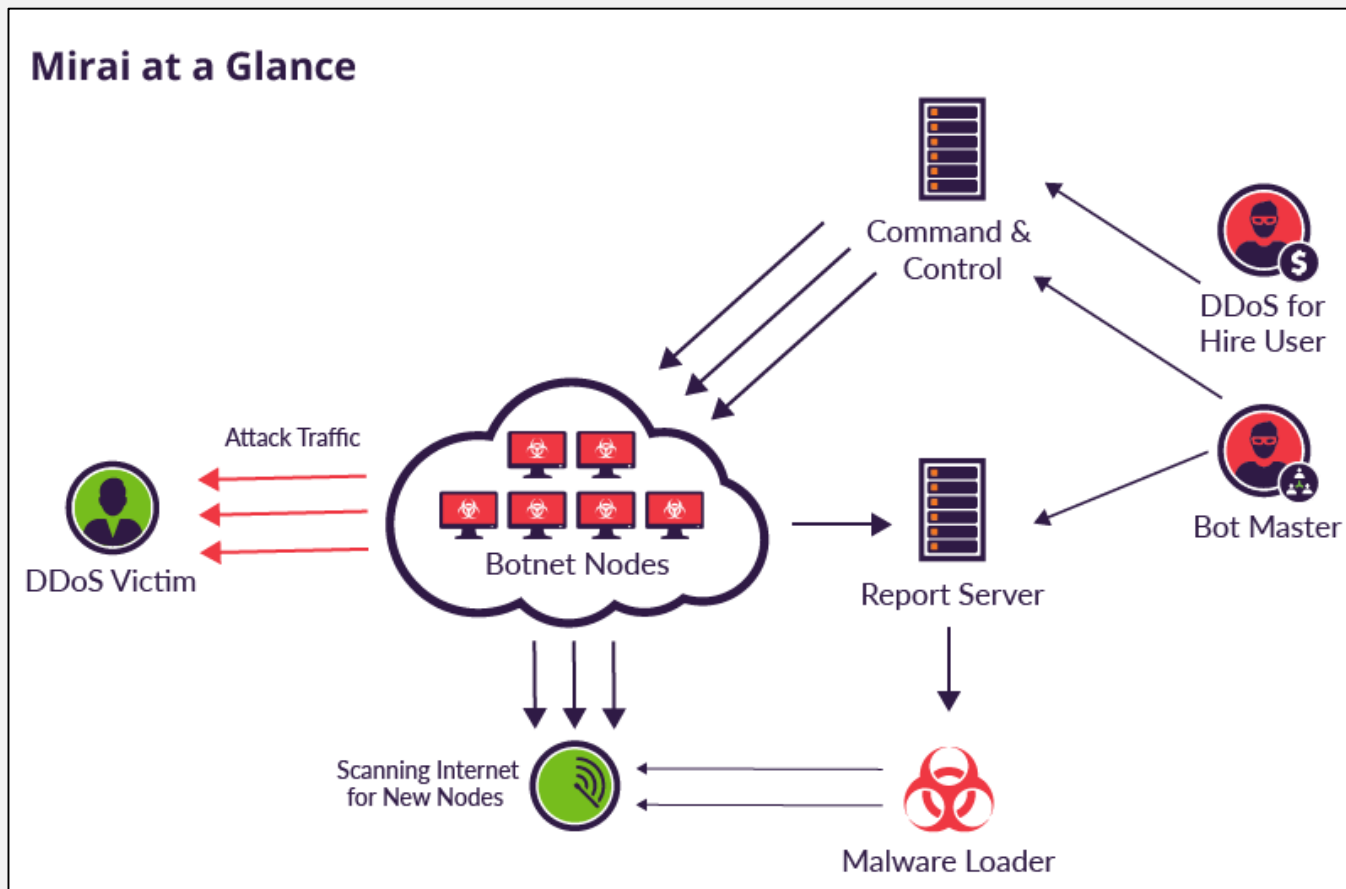 Mirai at a Glance
Command &
Control
DDoS for
Hire User
Attack Traffic
Bot Master
DDoS Victim
Botnet Nodes
Report Server
Scanning Internet
for New Nodes
Malware Loader
$